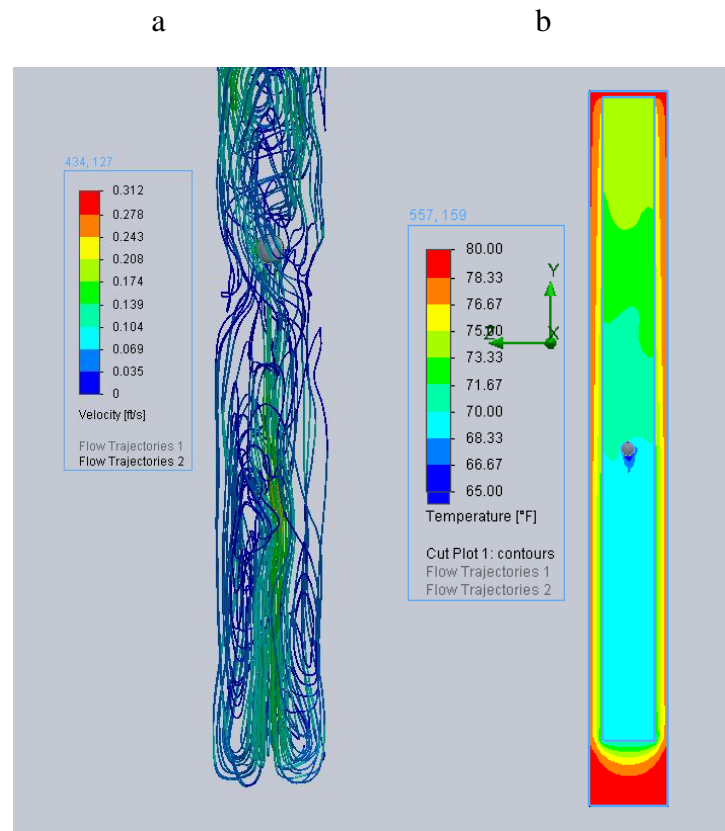 a
b
434, 127
0.312
0.278
0.243
0.208
0.174
0.139
0.104
0.069
0.035
0
Velocity [ft/s]
Flow Trajectories 1
Flow Trajectories 2
557, 159
80.00
78.33
76.67
75.00
73.33
71.67
70.00
68.33
66.67
65.00
Temperature [°F]
Cut Plot 1: contours
Flow Trajectories 1
Flow Trajectories 2
Y
Z
X